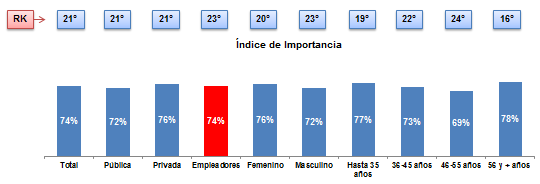 RK 21° 21° 21° 23° 20° 23° 19° 22° 24° 16°
Índice de Importancia
74% 72% 76% 74% 76% 72% 77% 73% 69% 78%
Total Pública Privada Empleadores Femenino Masculino Hasta 35 años 36-45 años 46-55 años 56 y + años